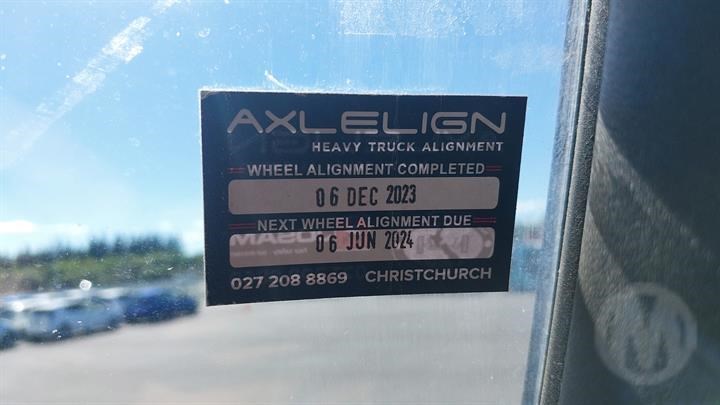 AXLELIGN
HEAVY TRUCK ALIGNMENT
WHEEL ALIGNMENT COMPLETED
06 DEC 2023
NEXT WHEEL ALIGNMENT DUE
06 JUN 2024
027 208 8869 CHRISTCHURCH
M